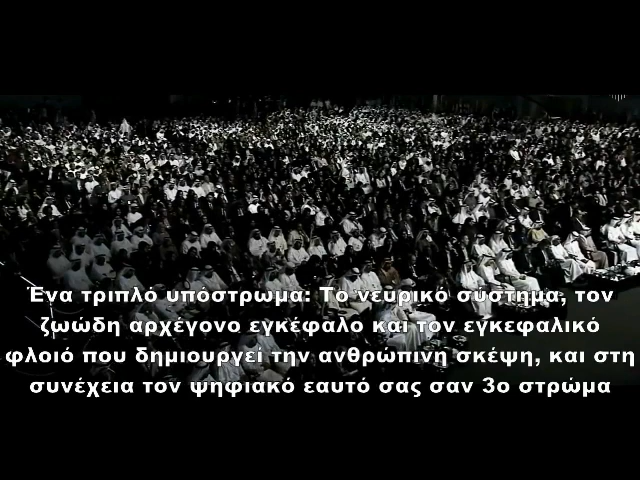 Ένα τριπλό υπόστρωμα: Το νευρικό σύστημα, τον
ζωώδη αρχέγονο εγκέφαλο και τον εγκεφαλικό
φλοιό που δημιουργεί την ανθρώπινη σκέψη, και στη
συνέχεια τον ψηφιακό εαυτό σας σαν 3ο στρώμα